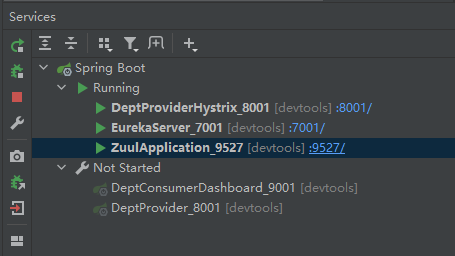 Services
Spring Boot
Running
DeptProviderHystrix_8001 [devtools] :8001/
EurekaServer_7001 [devtools] :7001/
ZuulApplication_9527 [devtools] :9527/
Not Started
DeptConsumerDashboard_9001 [devtools]
DeptProvider_8001 [devtools]